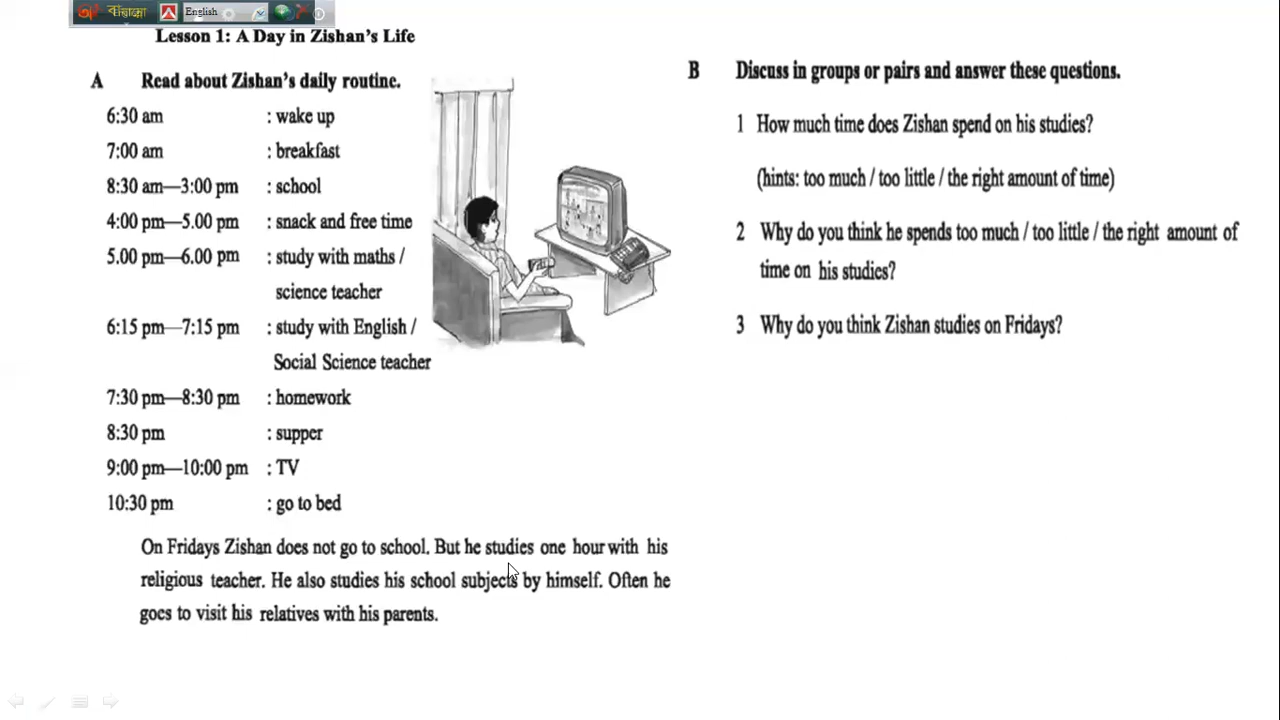 বাংলা
English
Lesson 1: A Day in Zishan's Life
A Read about Zishan's daily routine.
6:30 am : wake up
7:00 am : breakfast
8:30 am—3:00 pm : school
4:00 pm—5.00 pm : snack and free time
5.00 pm—6.00 pm : study with maths /
science teacher
6:15 pm—7:15 pm : study with English /
Social Science teacher
7:30 pm—8:30 pm : homework
8:30 pm : supper
9:00 pm—10:00 pm : TV
10:30 pm : go to bed
On Fridays Zishan does not go to school. But he studies one hour with his
religious teacher. He also studies his school subjects by himself. Often he
goes to visit his relatives with his parents.
B Discuss in groups or pairs and answer these questions.
1 How much time does Zishan spend on his studies?
(hints: too much / too little / the right amount of time)
2 Why do you think he spends too much / too little / the right amount of
time on his studies?
3 Why do you think Zishan studies on Fridays?